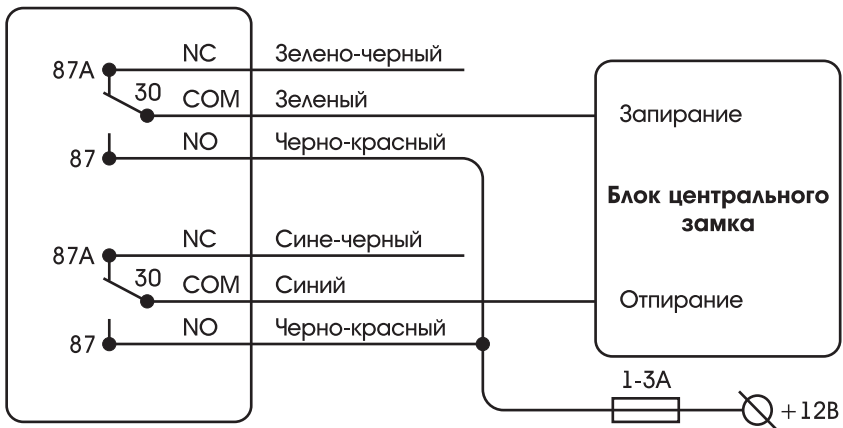 87A NC Зелено-черный
30 COM Зеленый
87 NO Черно-красный
87A NC Сине-черный
30 COM Синий
87 NO Черно-красный
Запирание
Блок центрального
замка
Отпирание
1-3А
+12В